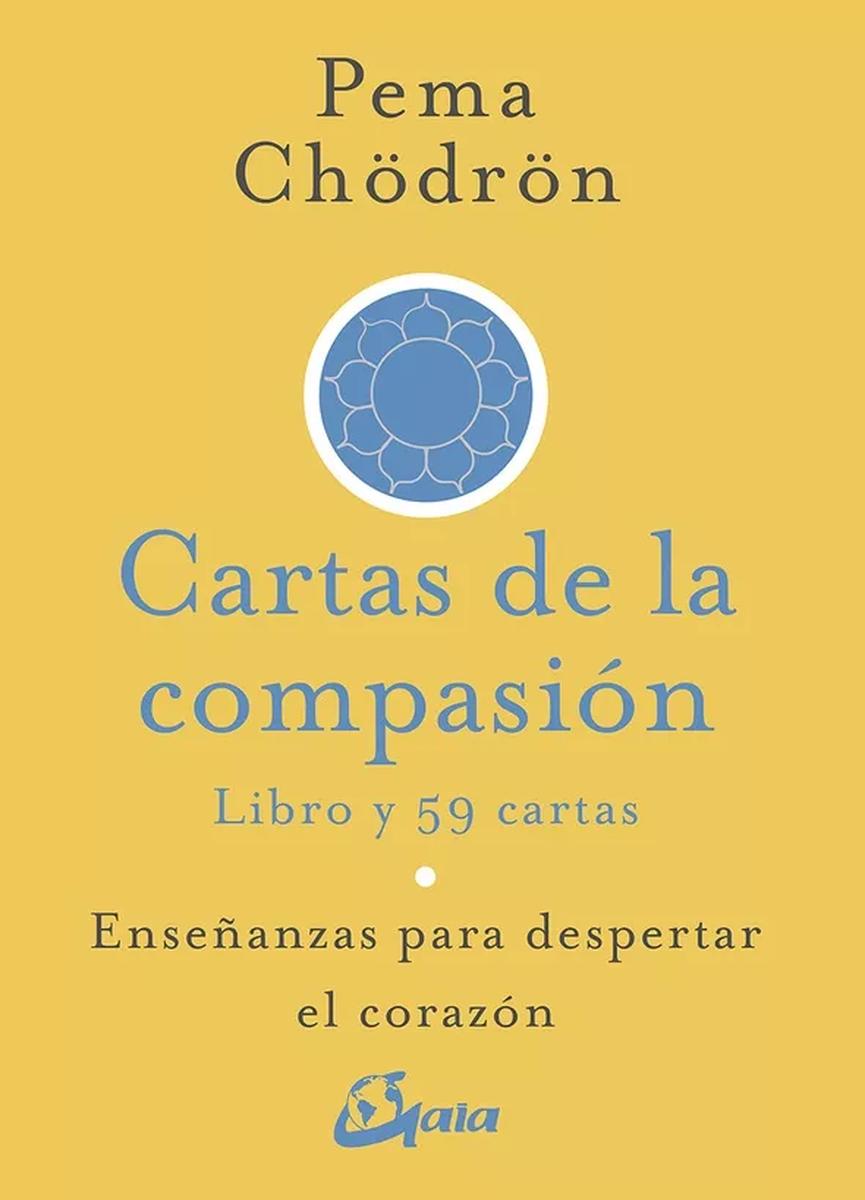 Pema
Chödrön
Cartas de la
compasión
Libro y 59 cartas
Enseñanzas para despertar
el corazón
Gaia